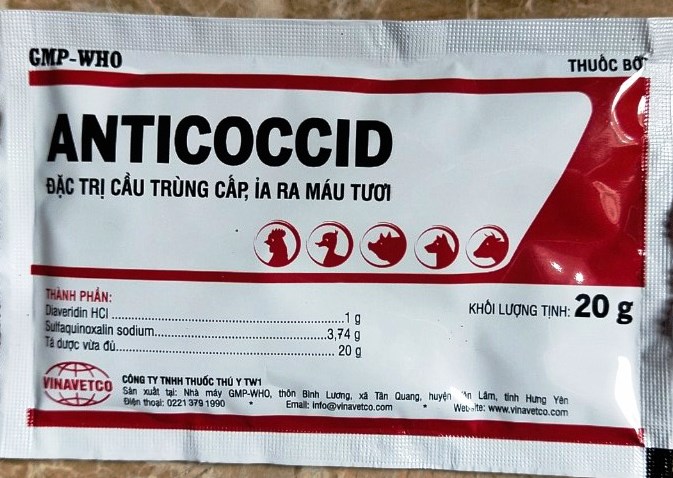 GMP-WHO
THUỐC BỘT
ANTICOCCID
ĐẶC TRỊ CẦU TRÙNG CẤP, ỈA RA MÁU TƯƠI
THÀNH PHẦN:
Diaveridin HCl ........ 1 g
Sulfaquinoxalin sodium........ 3,74 g
Tá dược vừa đủ........ 20 g
KHỐI LƯỢNG TỊNH: 20 g
VINAVETCO
CÔNG TY TNHH THUỐC THÚ Y TW1
Sản xuất tại: Nhà máy GMP-WHO, thôn Bình Lương, xã Tân Quang, huyện Lâm, tỉnh Hưng Yên
Điện thoại: 0221 379 1990 * Email: info@vinavetco.com * Website: www.vinavetco.com